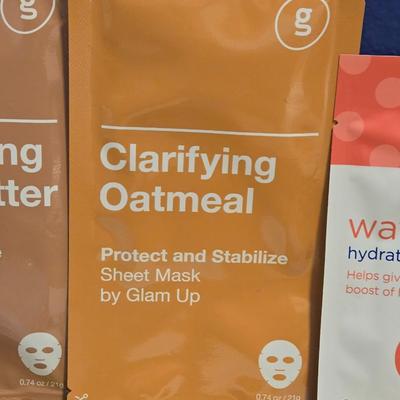 g
ng
tter
e
0.74 oz / 21g
g
Clarifying
Oatmeal
Protect and Stabilize
Sheet Mask
by Glam Up
0.74 oz / 21g
wa
hydrat
Helps giv
boost of